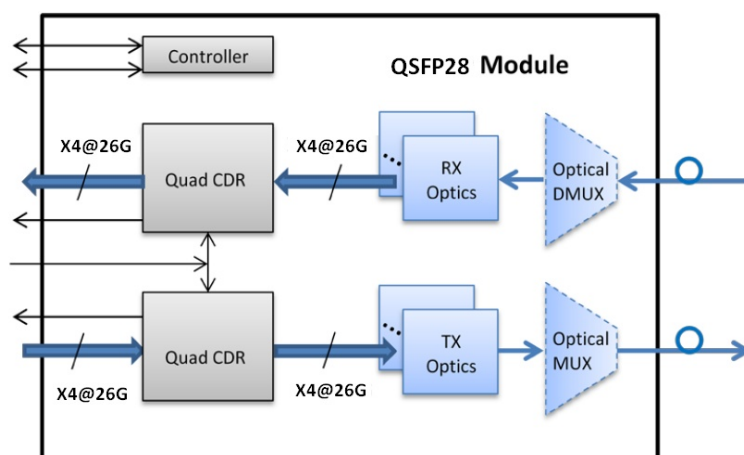 Controller
QSFP28 Module
X4@26G
X4@26G
Quad CDR
RX
Optics
Optical
DMUX
Quad CDR
TX
Optics
Optical
MUX
X4@26G
X4@26G